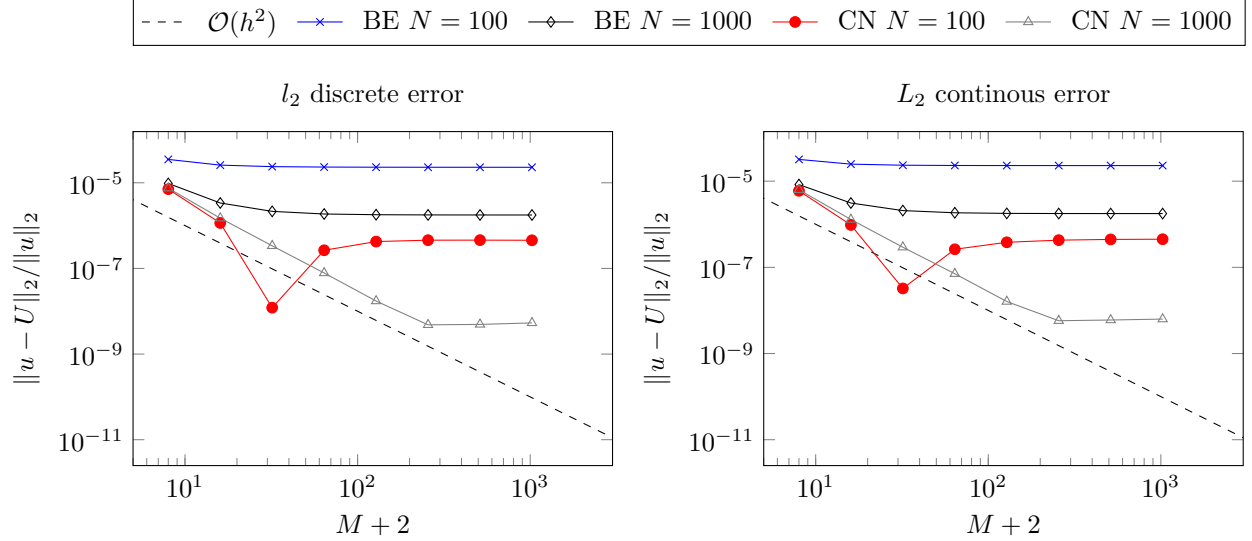 𝒪(h²) BE N = 100 BE N = 1000 CN N = 100 CN N = 1000
l₂ discrete error
10⁻⁵
10⁻⁷
10⁻⁹
10⁻¹¹
‖u − U‖₂/‖u‖₂
10¹ 10² 10³
M + 2
L₂ continous error
10⁻⁵
10⁻⁷
10⁻⁹
10⁻¹¹
‖u − U‖₂/‖u‖₂
10¹ 10² 10³
M + 2